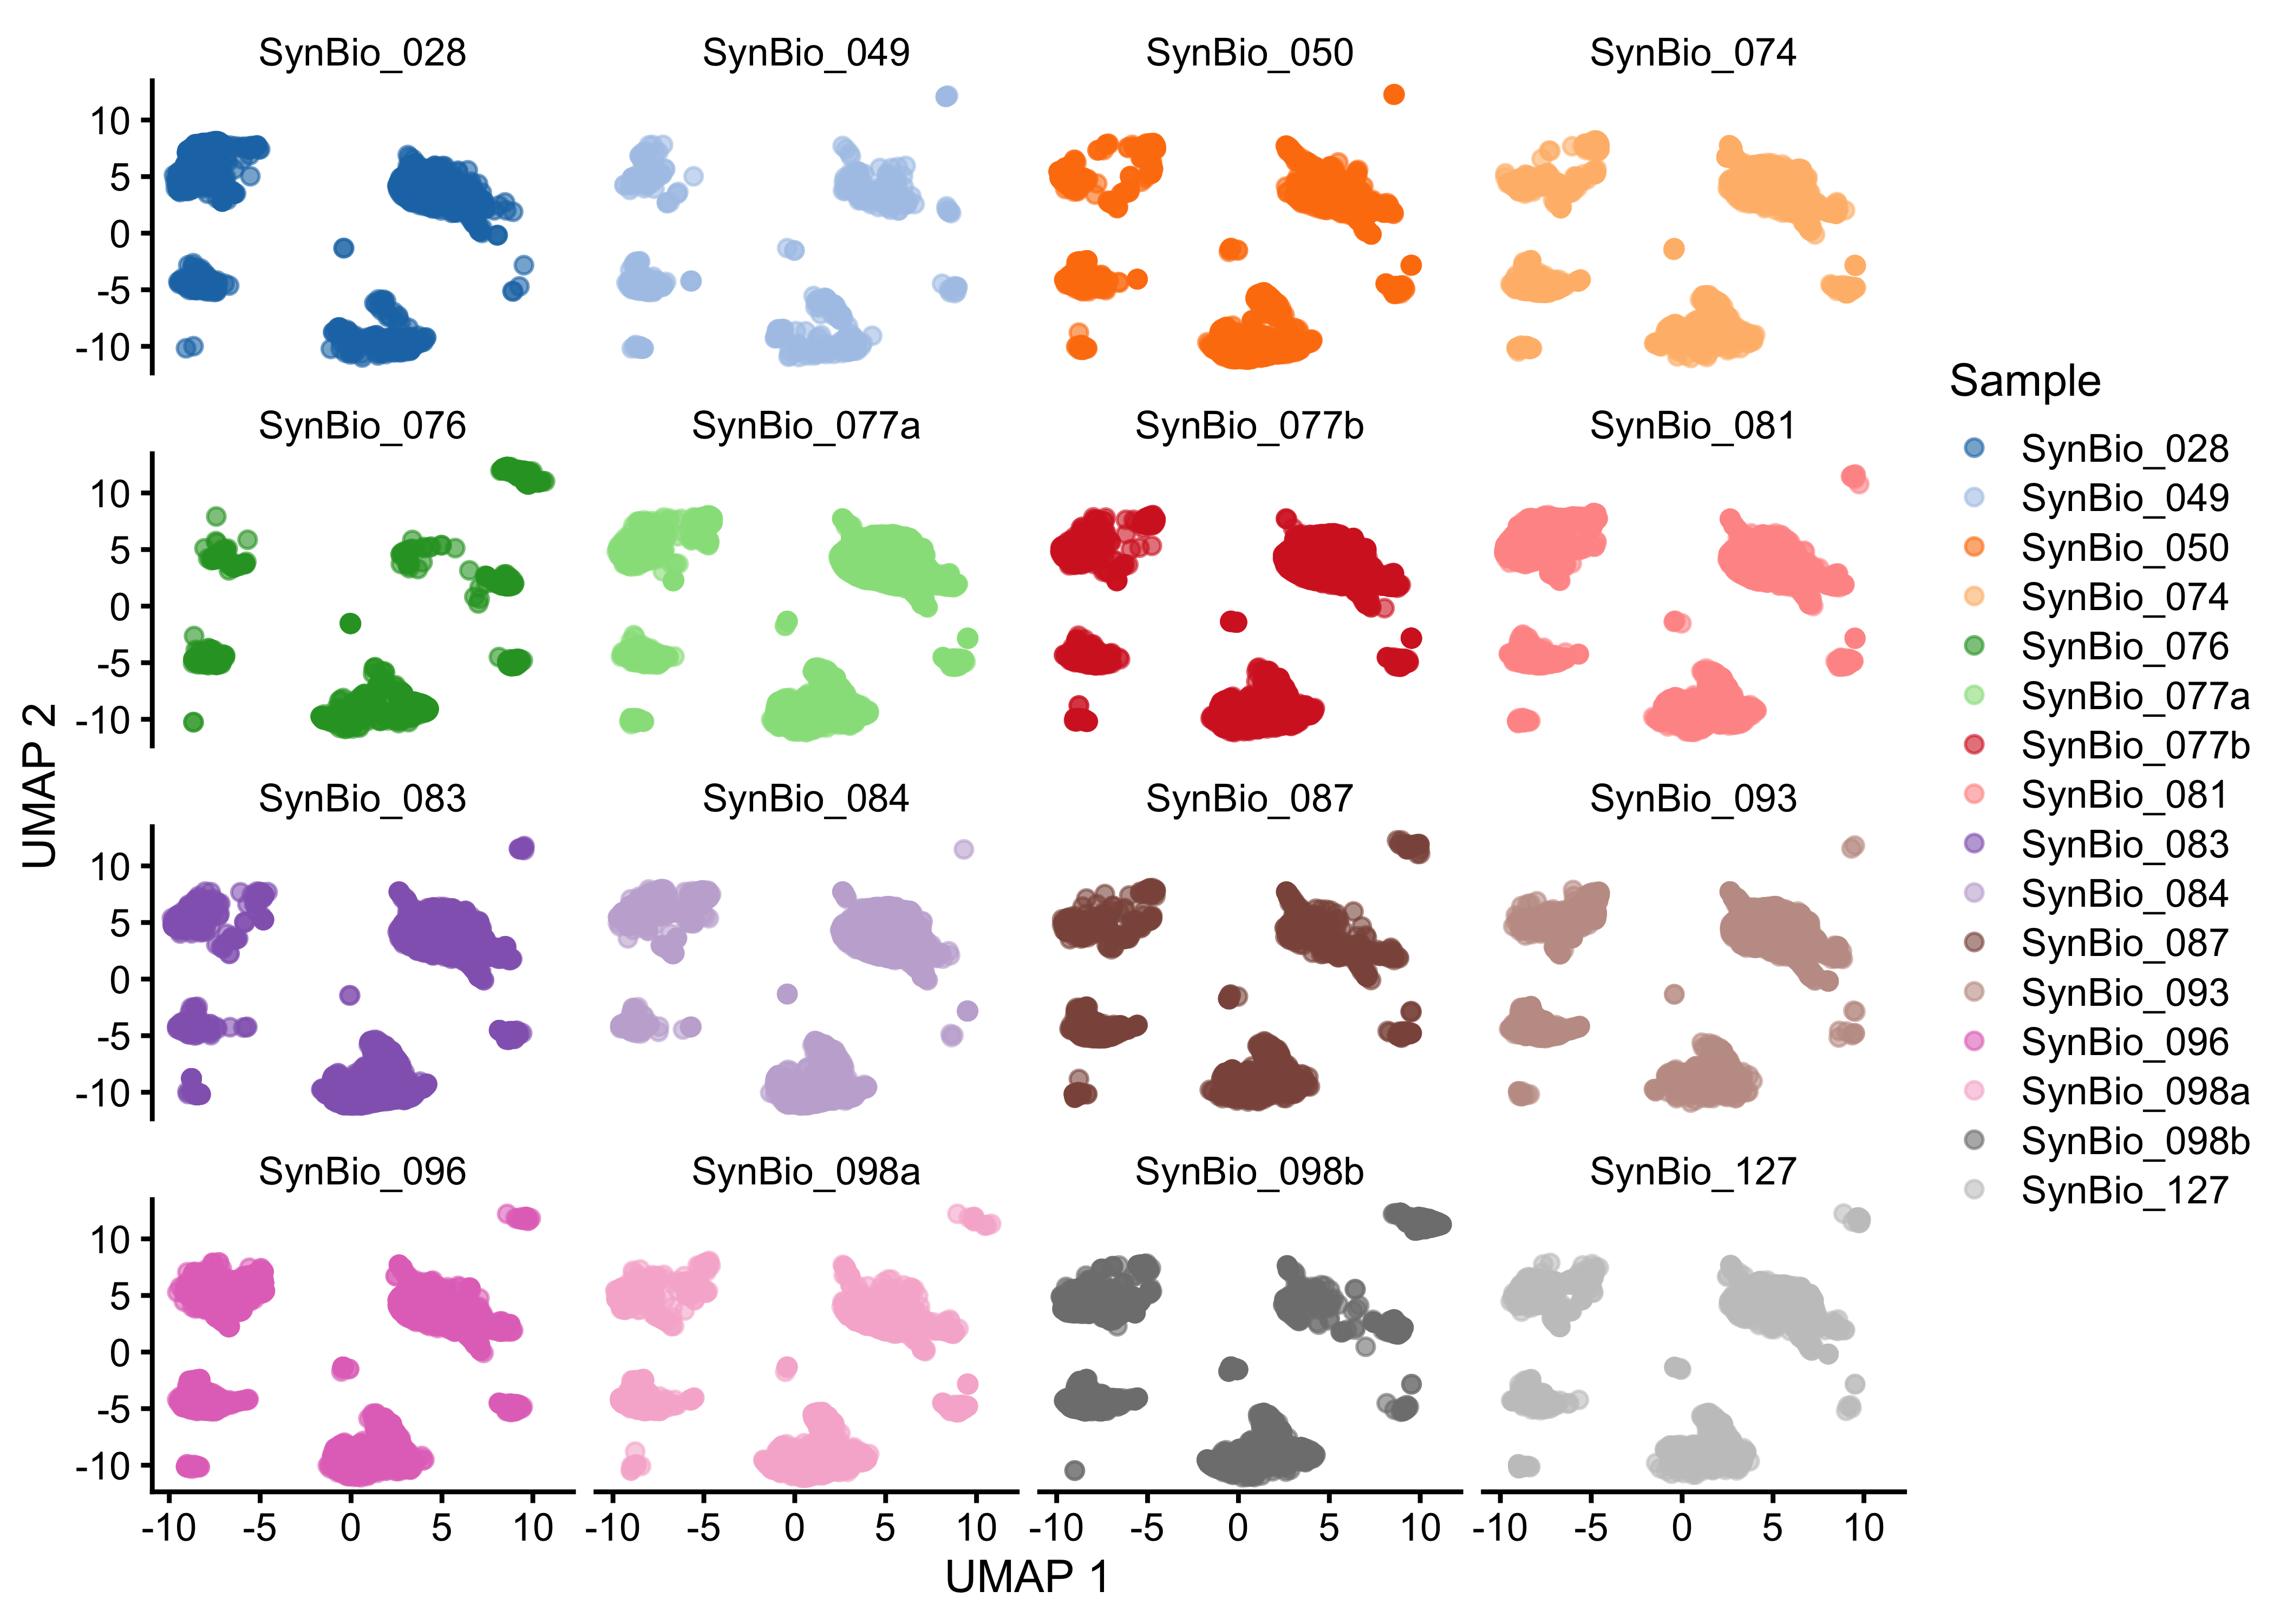 SynBio_028
SynBio_049
SynBio_050
SynBio_074
10
5
0
-5
-10
SynBio_076
SynBio_077a
SynBio_077b
SynBio_081
10
5
0
-5
-10
SynBio_083
SynBio_084
SynBio_087
SynBio_093
10
5
0
-5
-10
SynBio_096
SynBio_098a
SynBio_098b
SynBio_127
10
5
0
-5
-10
-10 -5 0 5 10
-10 -5 0 5 10
-10 -5 0 5 10
-10 -5 0 5 10
UMAP 1
UMAP 2
Sample
SynBio_028
SynBio_049
SynBio_050
SynBio_074
SynBio_076
SynBio_077a
SynBio_077b
SynBio_081
SynBio_083
SynBio_084
SynBio_087
SynBio_093
SynBio_096
SynBio_098a
SynBio_098b
SynBio_127